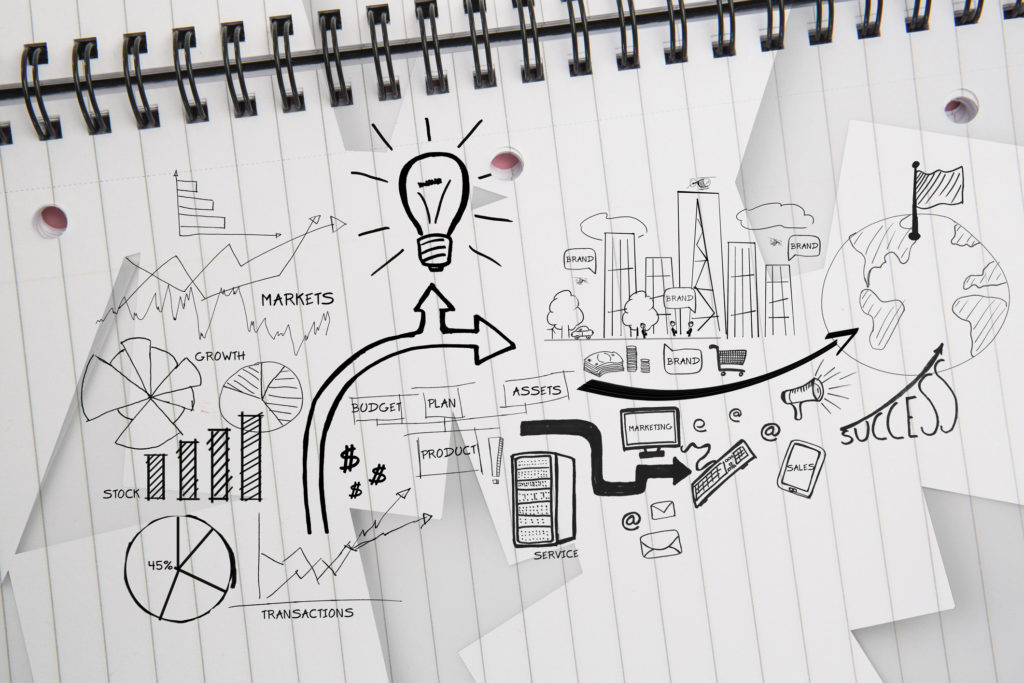 BRAND
BRAND
BRAND
MARKETS
GROWTH
BRAND
BUDGET
PLAN
ASSETS
MARKETING
@
@
@
SUCCESS
PRODUCT
SALES
$
$
$
STOCK
@
SERVICE
45%
TRANSACTIONS